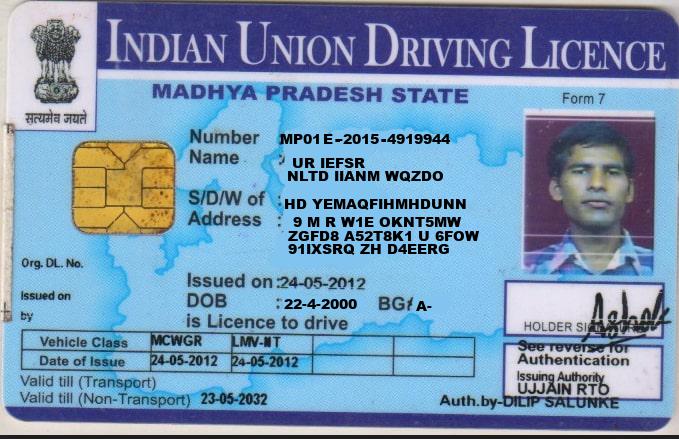 INDIAN UNION DRIVING LICENCE
सत्यमेव जयते
MADHYA PRADESH STATE
Form 7
Number MP01E-2015-4919944
Name : UR IEFSR
NLTD IIANM WQZDO
S/D/W of : HD YEMAQFIHMHDUNN
Address : 9 M R W1E OKNT5MW
ZGFD8 A52T8K1 U 6FOW
91IXSRQ ZH D4EERG
Org. DL. No.
Issued on
by
Issued on :24-05-2012
DOB :22-4-2000 BG: A-
is Licence to drive
HOLDER SIGNATURE
Vehicle Class MCWGR LMV-NT
Date of Issue 24-05-2012 24-05-2012
Valid till (Transport)
Valid till (Non-Transport) 23-05-2032
See reverse for
Authentication
Issuing Authority
UJJAIN RTO
Auth.by-DILIP SALUNKE